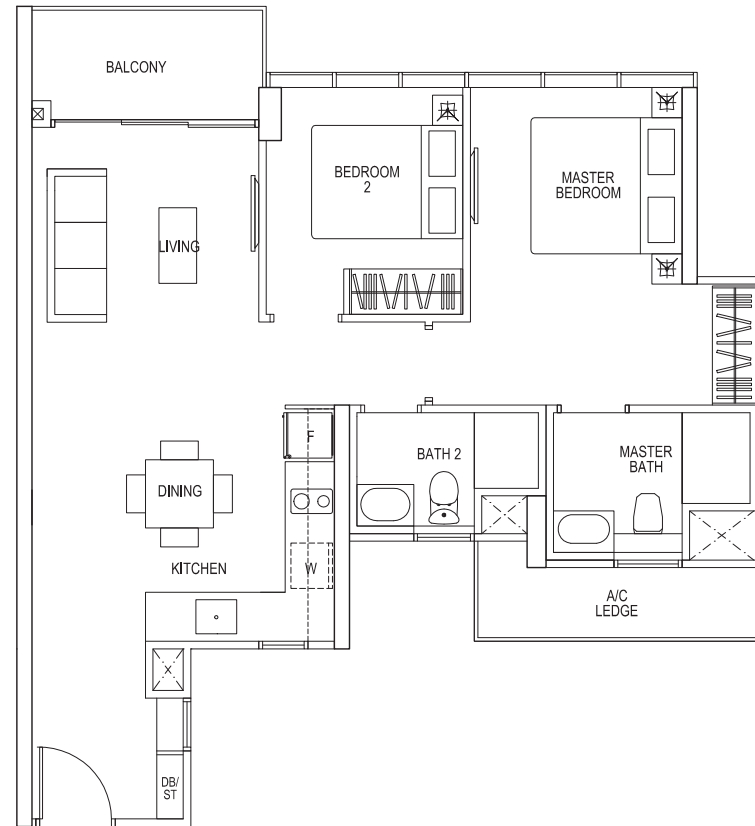 BALCONY
BEDROOM
2
MASTER
BEDROOM
LIVING
F
BATH 2
MASTER
BATH
DINING
KITCHEN
W
A/C
LEDGE
DB/
ST